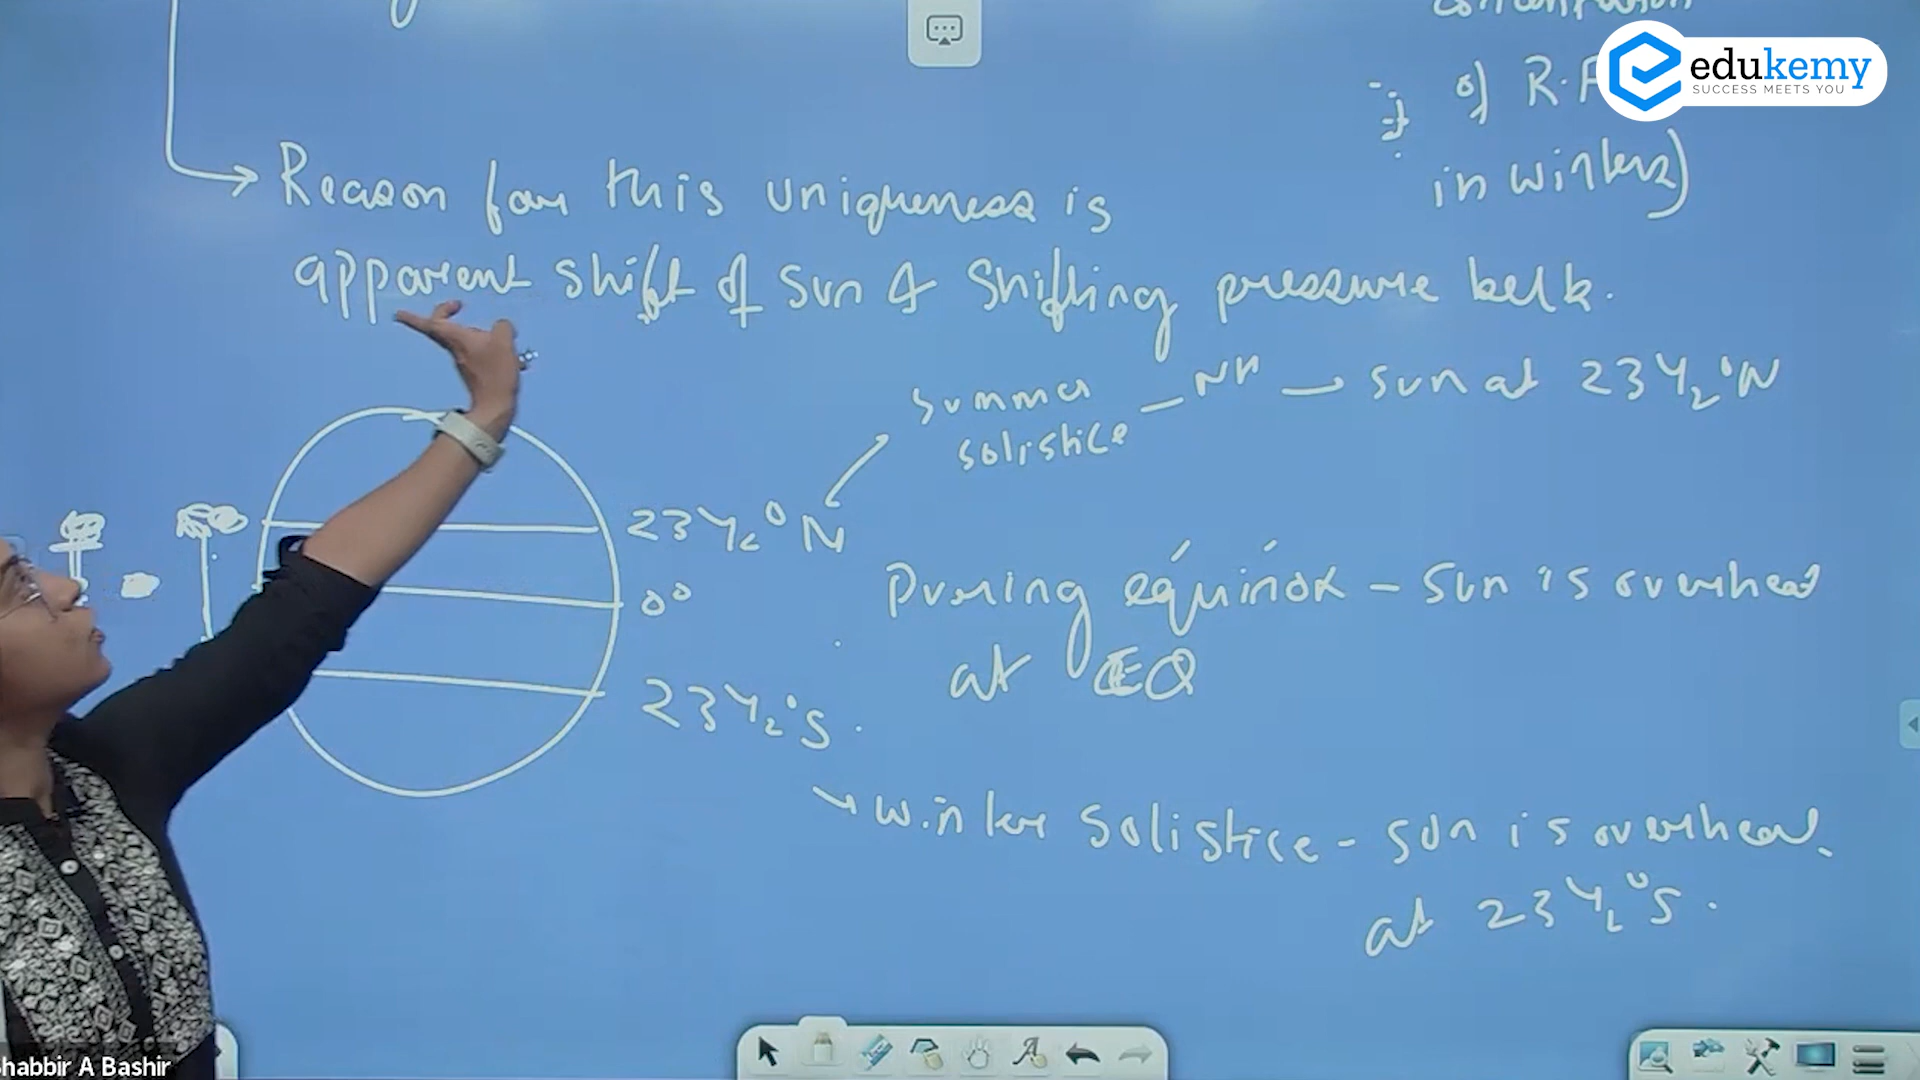 edukemy
SUCCESS MEETS YOU
of R.F
in winters)
Reason for this uniqueness is
apparent shift of sun & shifting pressure belts.
Summer solistice — NH → sun at 23½°N
23½°N
0°
23½°S.
During equinox – sun is overhead
at EQ
winter solistice – sun is overhead
at 23½°S.
habbir A Bashir